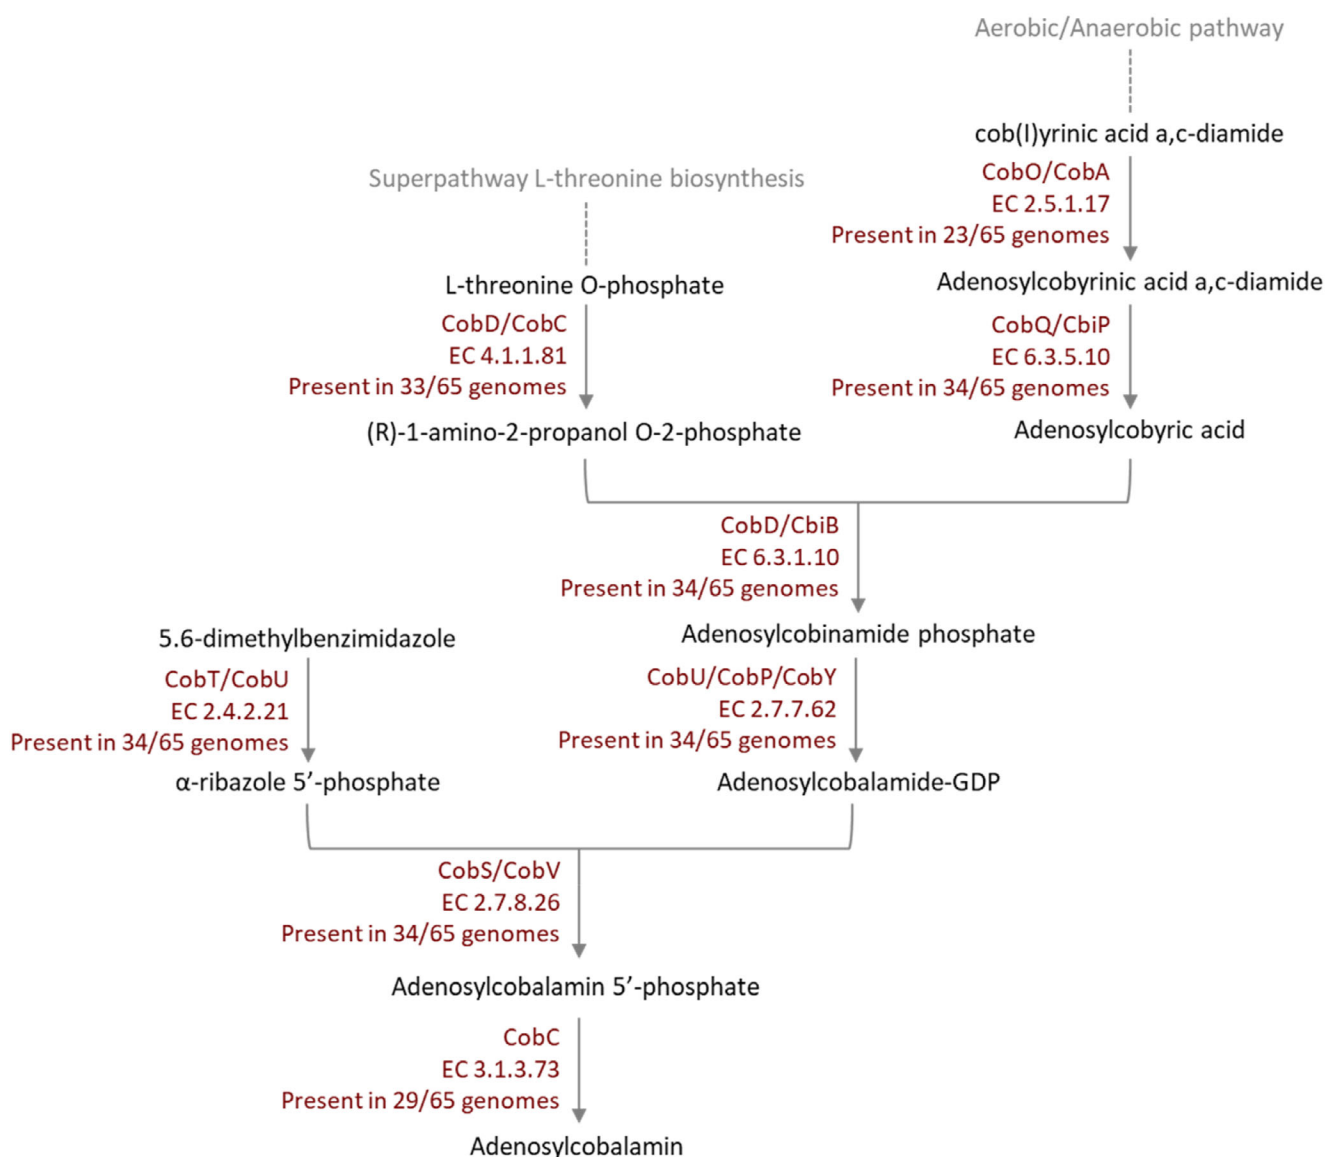 Aerobic/Anaerobic pathway
cob(I)yrinic acid a,c-diamide
CobO/CobA
EC 2.5.1.17
Present in 23/65 genomes
Superpathway L-threonine biosynthesis
L-threonine O-phosphate
Adenosylcobyrinic acid a,c-diamide
CobD/CobC
EC 4.1.1.81
Present in 33/65 genomes
CobQ/CbiP
EC 6.3.5.10
Present in 34/65 genomes
(R)-1-amino-2-propanol O-2-phosphate
Adenosylcobyric acid
CobD/CbiB
EC 6.3.1.10
Present in 34/65 genomes
5.6-dimethylbenzimidazole
Adenosylcobinamide phosphate
CobT/CobU
EC 2.4.2.21
Present in 34/65 genomes
CobU/CobP/CobY
EC 2.7.7.62
Present in 34/65 genomes
α-ribazole 5’-phosphate
Adenosylcobalamide-GDP
CobS/CobV
EC 2.7.8.26
Present in 34/65 genomes
Adenosylcobalamin 5’-phosphate
CobC
EC 3.1.3.73
Present in 29/65 genomes
Adenosylcobalamin